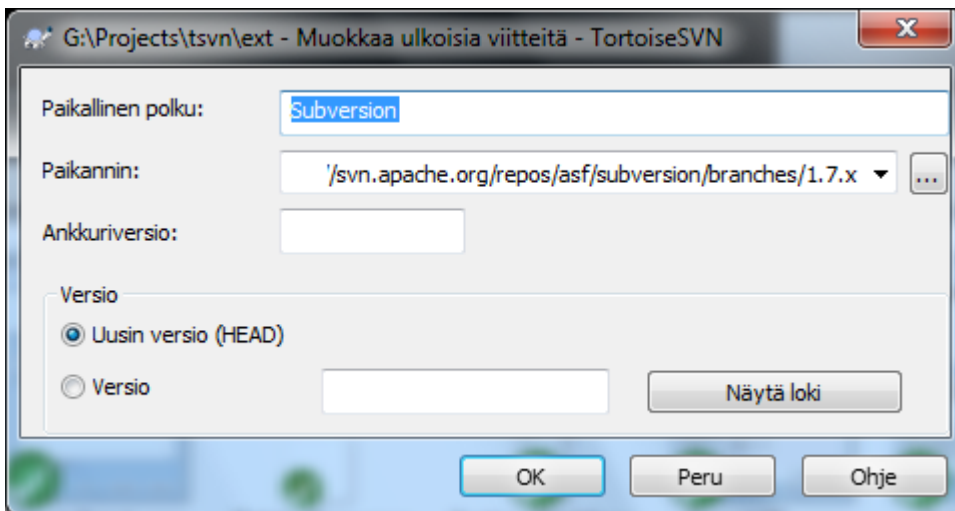 G:\Projects\tsvn\ext - Muokkaa ulkoisia viitteitä - TortoiseSVN
Paikallinen polku: Subversion
Paikannin: '/svn.apache.org/repos/asf/subversion/branches/1.7.x ...
Ankkuriversio:
Versio
Uusin versio (HEAD)
Versio Näytä loki
OK Peru Ohje